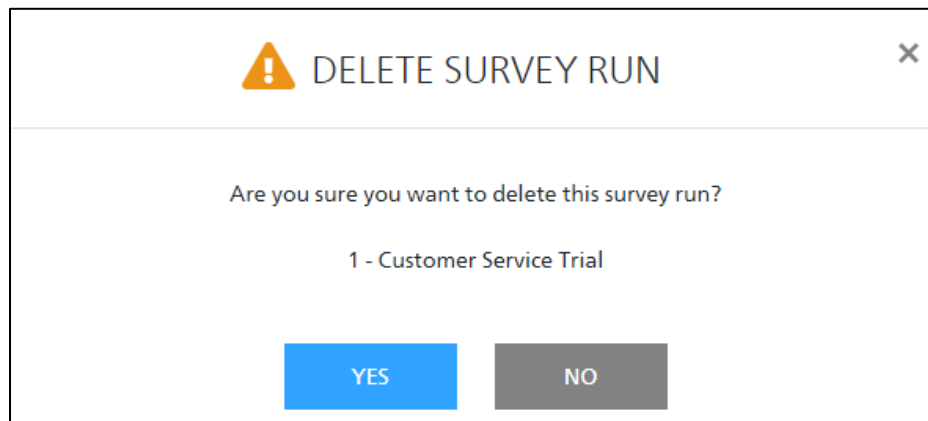 DELETE SURVEY RUN
Are you sure you want to delete this survey run?
1 - Customer Service Trial
YES
NO